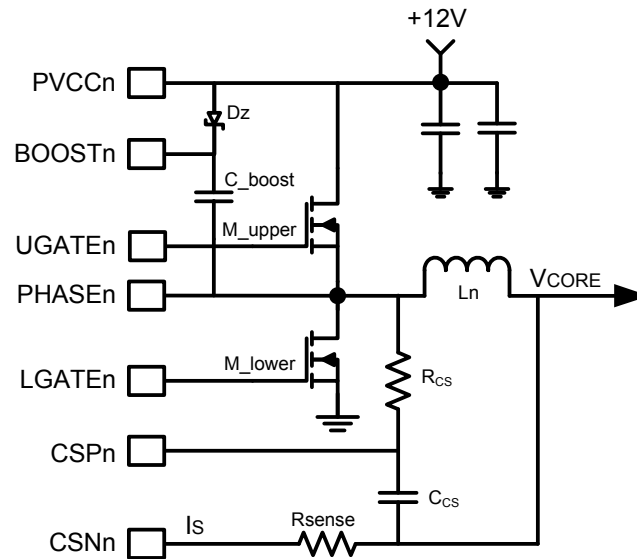 +12V
PVCCn
Dz
BOOSTn
C_boost
UGATEn
M_upper
PHASEn
Ln
VCORE
LGATEn
M_lower
RCS
CSPn
CCS
CSNn
IS
Rsense